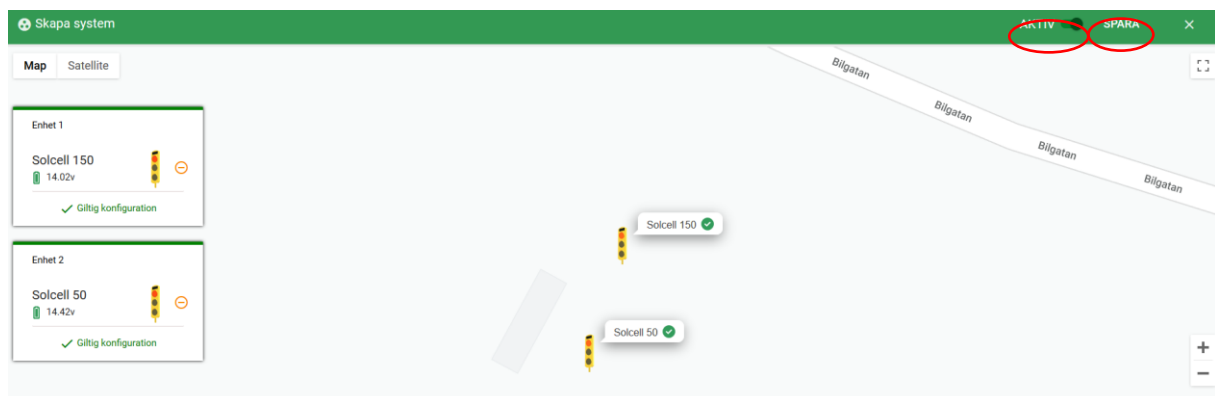 Skapa system
AKTIV
SPARA
Map
Satellite
Bilgatan
Bilgatan
Bilgatan
Bilgatan
Enhet 1
Solcell 150
14.02v
Giltig konfiguration
Solcell 150
Enhet 2
Solcell 50
14.42v
Giltig konfiguration
Solcell 50